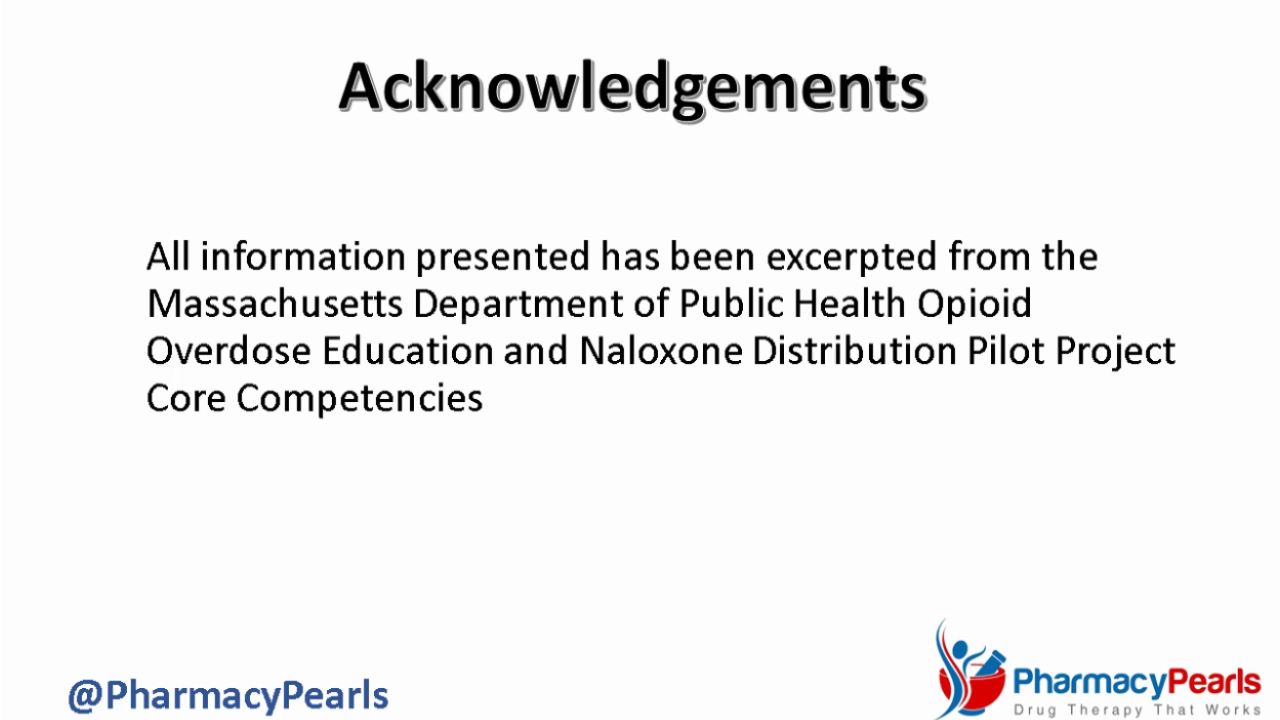 Acknowledgements
All information presented has been excerpted from the
Massachusetts Department of Public Health Opioid
Overdose Education and Naloxone Distribution Pilot Project
Core Competencies
@PharmacyPearls
PharmacyPearls
Drug Therapy That Works